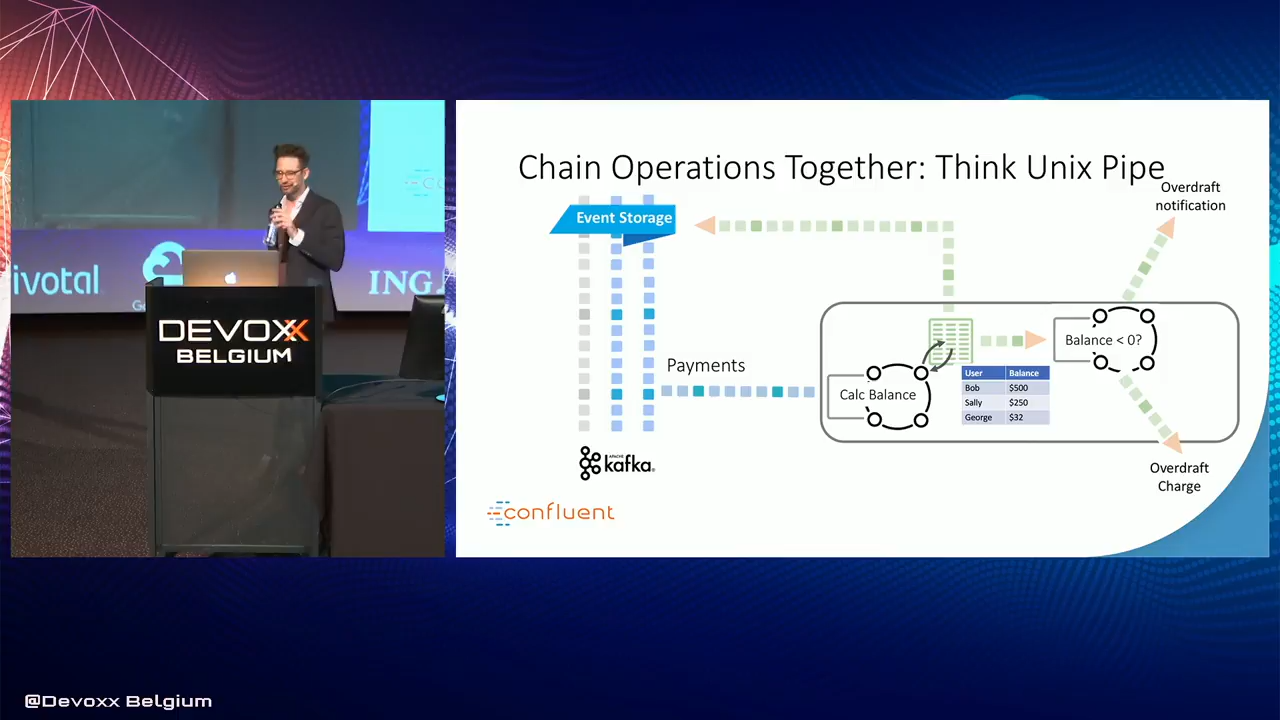 ivotal
ING
DEVOXX
BELGIUM
Chain Operations Together: Think Unix Pipe
Event Storage
Overdraft
notification
Payments
Calc Balance
Balance < 0?
User Balance
Bob $500
Sally $250
George $32
Overdraft
Charge
APACHE
kafka®
confluent
@Devoxx Belgium